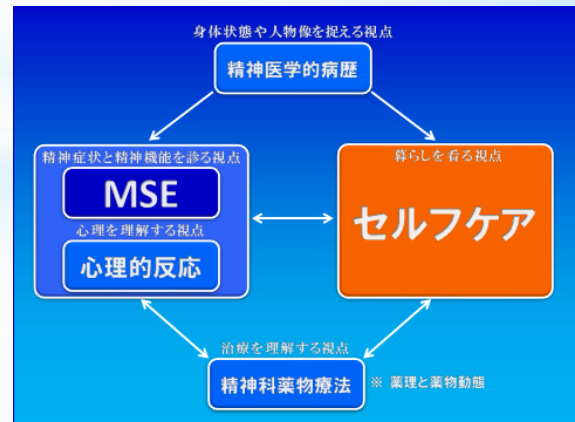 身体状態や人物像を捉える視点
精神医学的病歴
精神症状と精神機能を診る視点
MSE
心理を理解する視点
心理的反応
暮らしを看る視点
セルフケア
治療を理解する視点
精神科薬物療法
※ 薬理と薬物動態